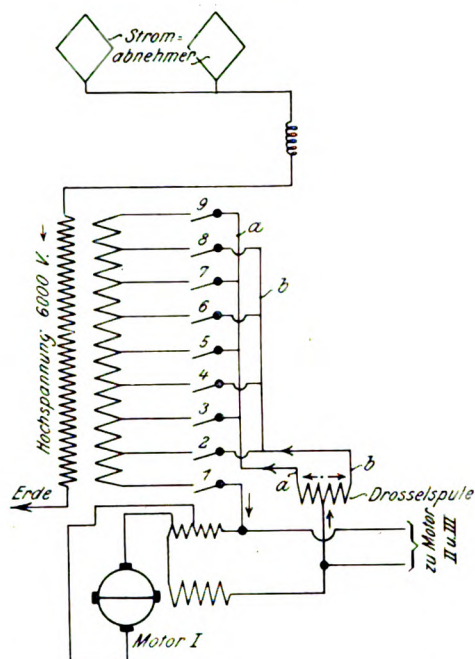 Strom=
abnehmer
Hochspannung 6000 V.
9
8
7
6
5
4
3
2
1
a
b
a
b
Drosselspule
Erde
zu Motor
II u. III
Motor I